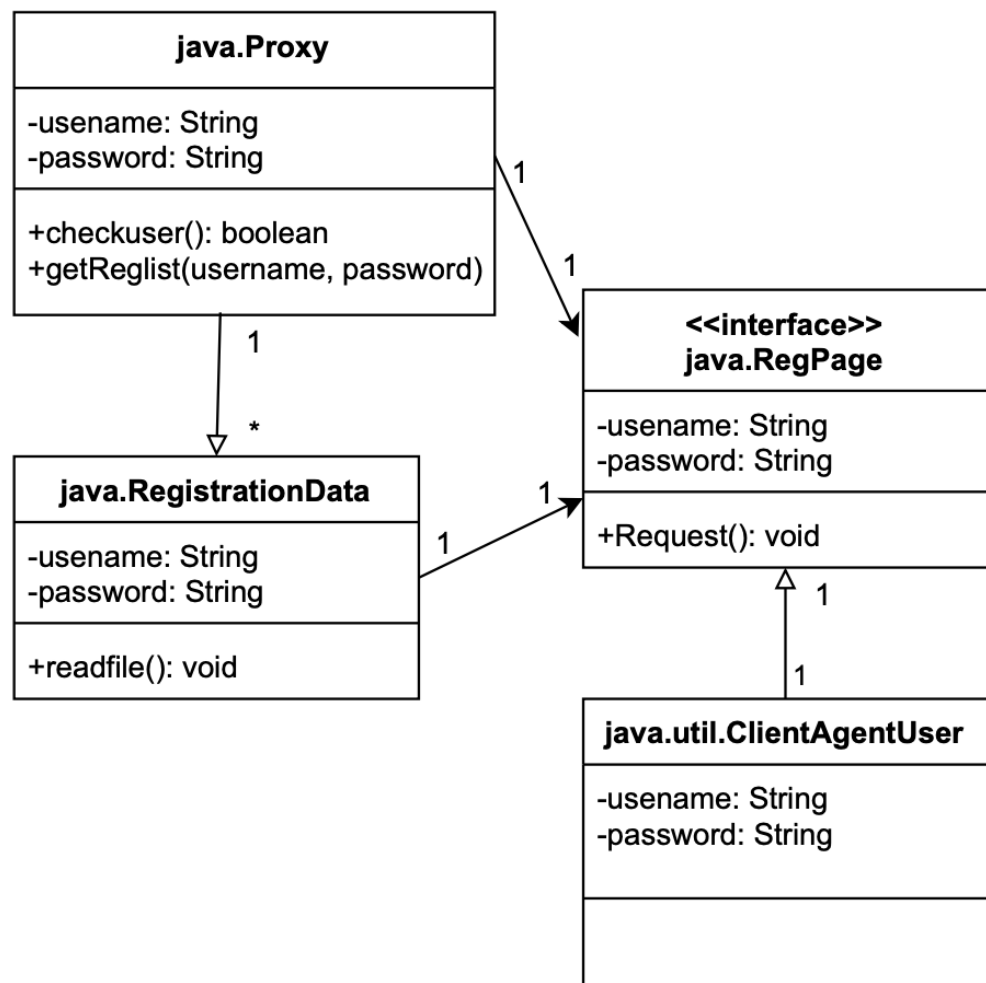 java.Proxy
-usename: String
-password: String
+checkuser(): boolean
+getReglist(username, password)
1
1
1
*
<<interface>>
java.RegPage
-usename: String
-password: String
+Request(): void
java.RegistrationData
-usename: String
-password: String
+readfile(): void
1
1
1
1
java.util.ClientAgentUser
-usename: String
-password: String